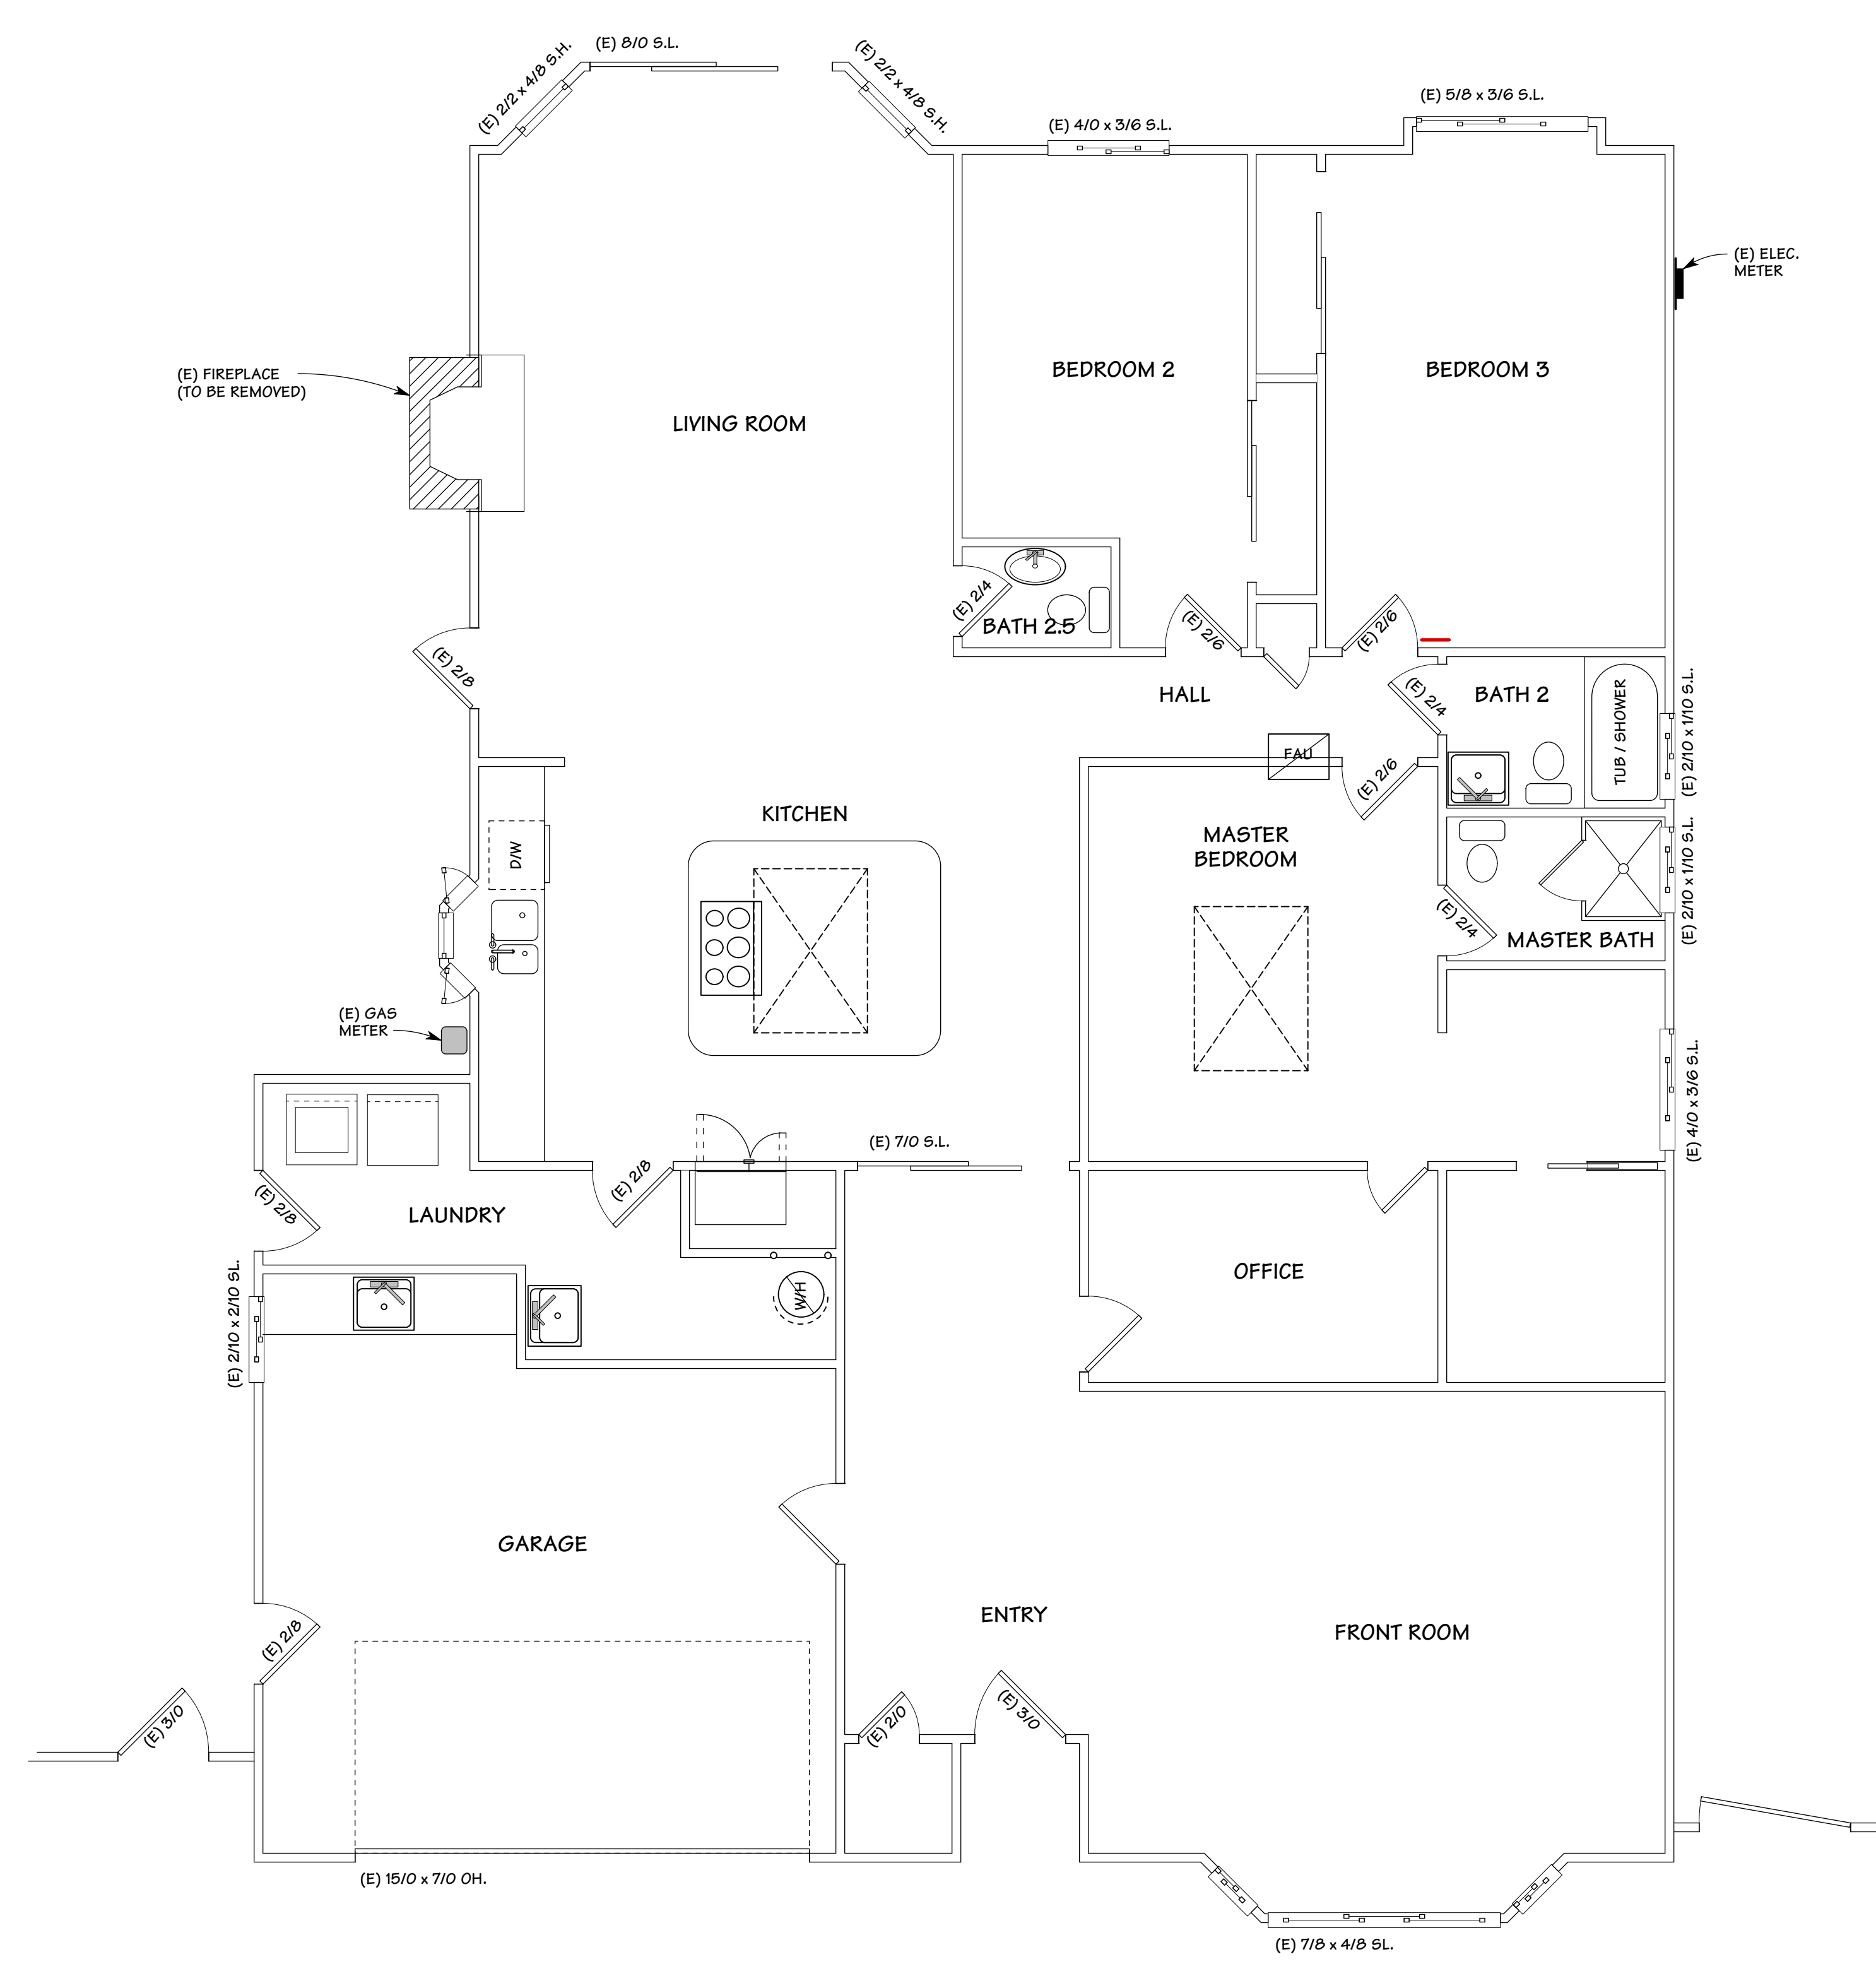 (E) 8/0 S.L.
(E) 2/2 x 4/8 S.H.
(E) 2/2 x 4/8 S.H.
(E) 5/8 x 3/6 S.L.
(E) 4/0 x 3/6 S.L.
(E) ELEC.
METER
(E) FIREPLACE
(TO BE REMOVED)
BEDROOM 2
BEDROOM 3
LIVING ROOM
(E) 2/4
BATH 2.5
(E) 2/6
(E) 2/6
(E) 2/8
HALL
(E) 2/4
BATH 2
TUB / SHOWER
(E) 2/10 x 1/10 S.L.
FAU
(E) 2/6
KITCHEN
MASTER
BEDROOM
D/W
(E) 2/4
MASTER BATH
(E) 2/10 x 1/10 S.L.
(E) GAS
METER
(E) 4/0 x 3/6 S.L.
(E) 7/0 S.L.
(E) 2/8
(E) 2/8
LAUNDRY
OFFICE
W/H
(E) 2/10 x 2/10 SL.
GARAGE
ENTRY
FRONT ROOM
(E) 2/8
(E) 3/0
(E) 2/0
(E) 3/0
(E) 15/0 x 7/0 OH.
(E) 7/8 x 4/8 SL.